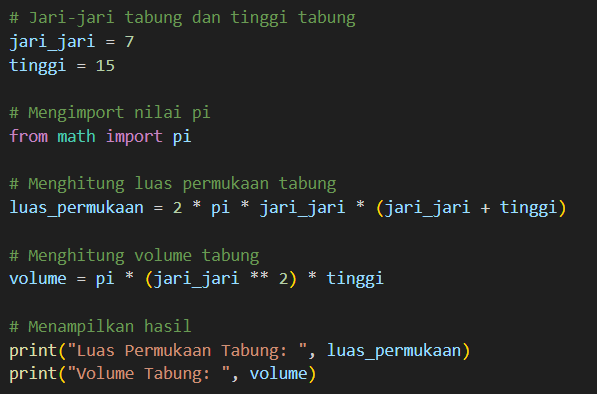 # Jari-jari tabung dan tinggi tabung
jari_jari = 7
tinggi = 15
# Mengimport nilai pi
from math import pi
# Menghitung luas permukaan tabung
luas_permukaan = 2 * pi * jari_jari * (jari_jari + tinggi)
# Menghitung volume tabung
volume = pi * (jari_jari ** 2) * tinggi
# Menampilkan hasil
print("Luas Permukaan Tabung: ", luas_permukaan)
print("Volume Tabung: ", volume)